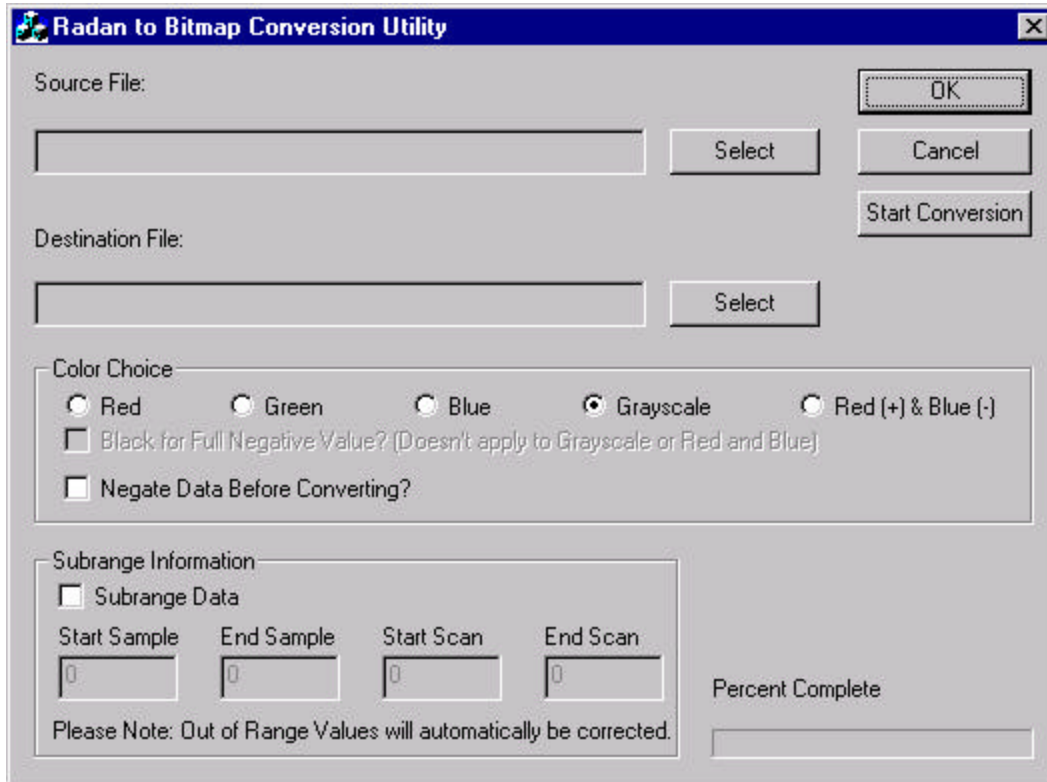 Radan to Bitmap Conversion Utility
Source File:
OK
Select
Cancel
Start Conversion
Destination File:
Select
Color Choice
Red Green Blue Grayscale Red (+) & Blue (-)
Black for Full Negative Value? (Doesn't apply to Grayscale or Red and Blue)
Negate Data Before Converting?
Subrange Information
Subrange Data
Start Sample End Sample Start Scan End Scan
0 0 0 0
Percent Complete
Please Note: Out of Range Values will automatically be corrected.